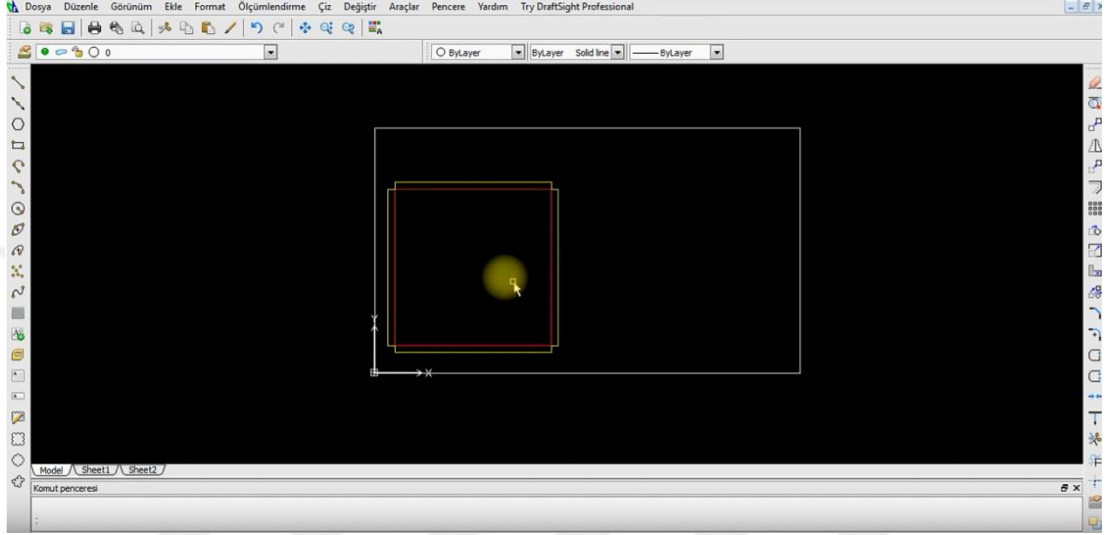 Dosya Düzenle Görünüm Ekle Format Ölçümlendirme Çiz Değiştir Araçlar Pencere Yardım Try DraftSight Professional
0 ByLayer ByLayer Solid line ByLayer
Y
X
Model Sheet1 Sheet2
Komut penceresi
: